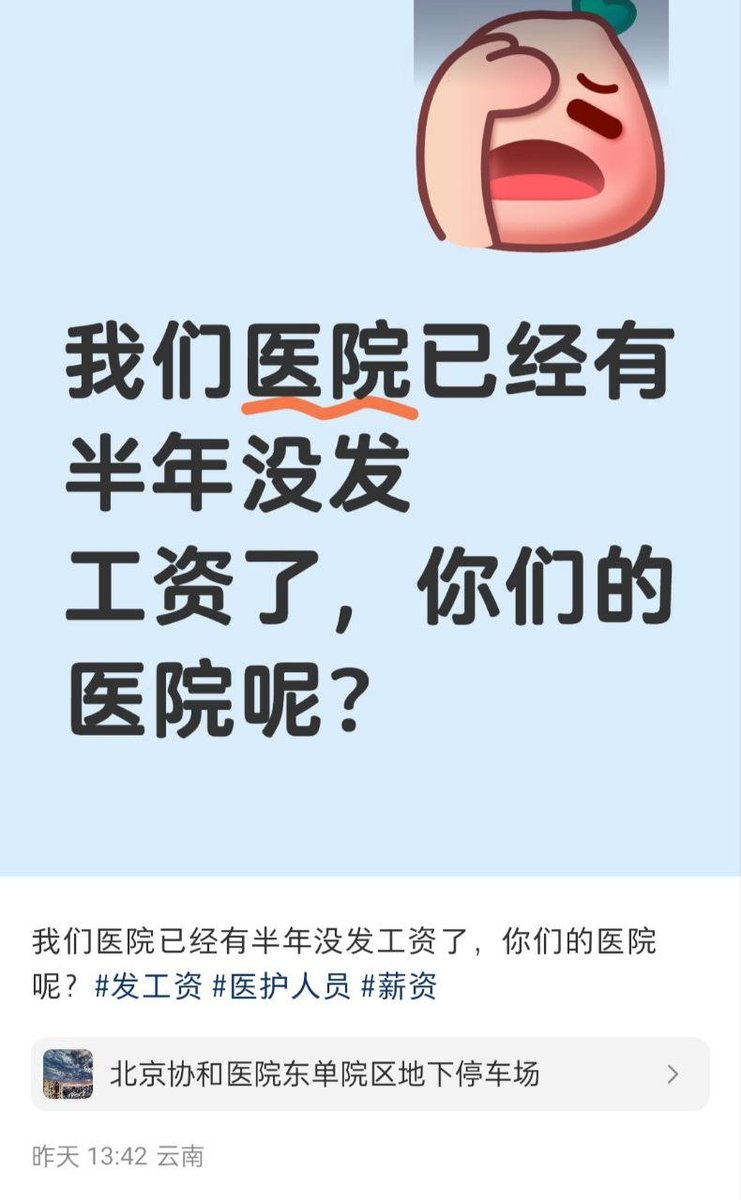 我们医院已经有
半年没发
工资了，你们的
医院呢？
我们医院已经有半年没发工资了，你们的医院
呢？#发工资 #医护人员 #薪资
北京协和医院东单院区地下停车场
昨天 13:42 云南